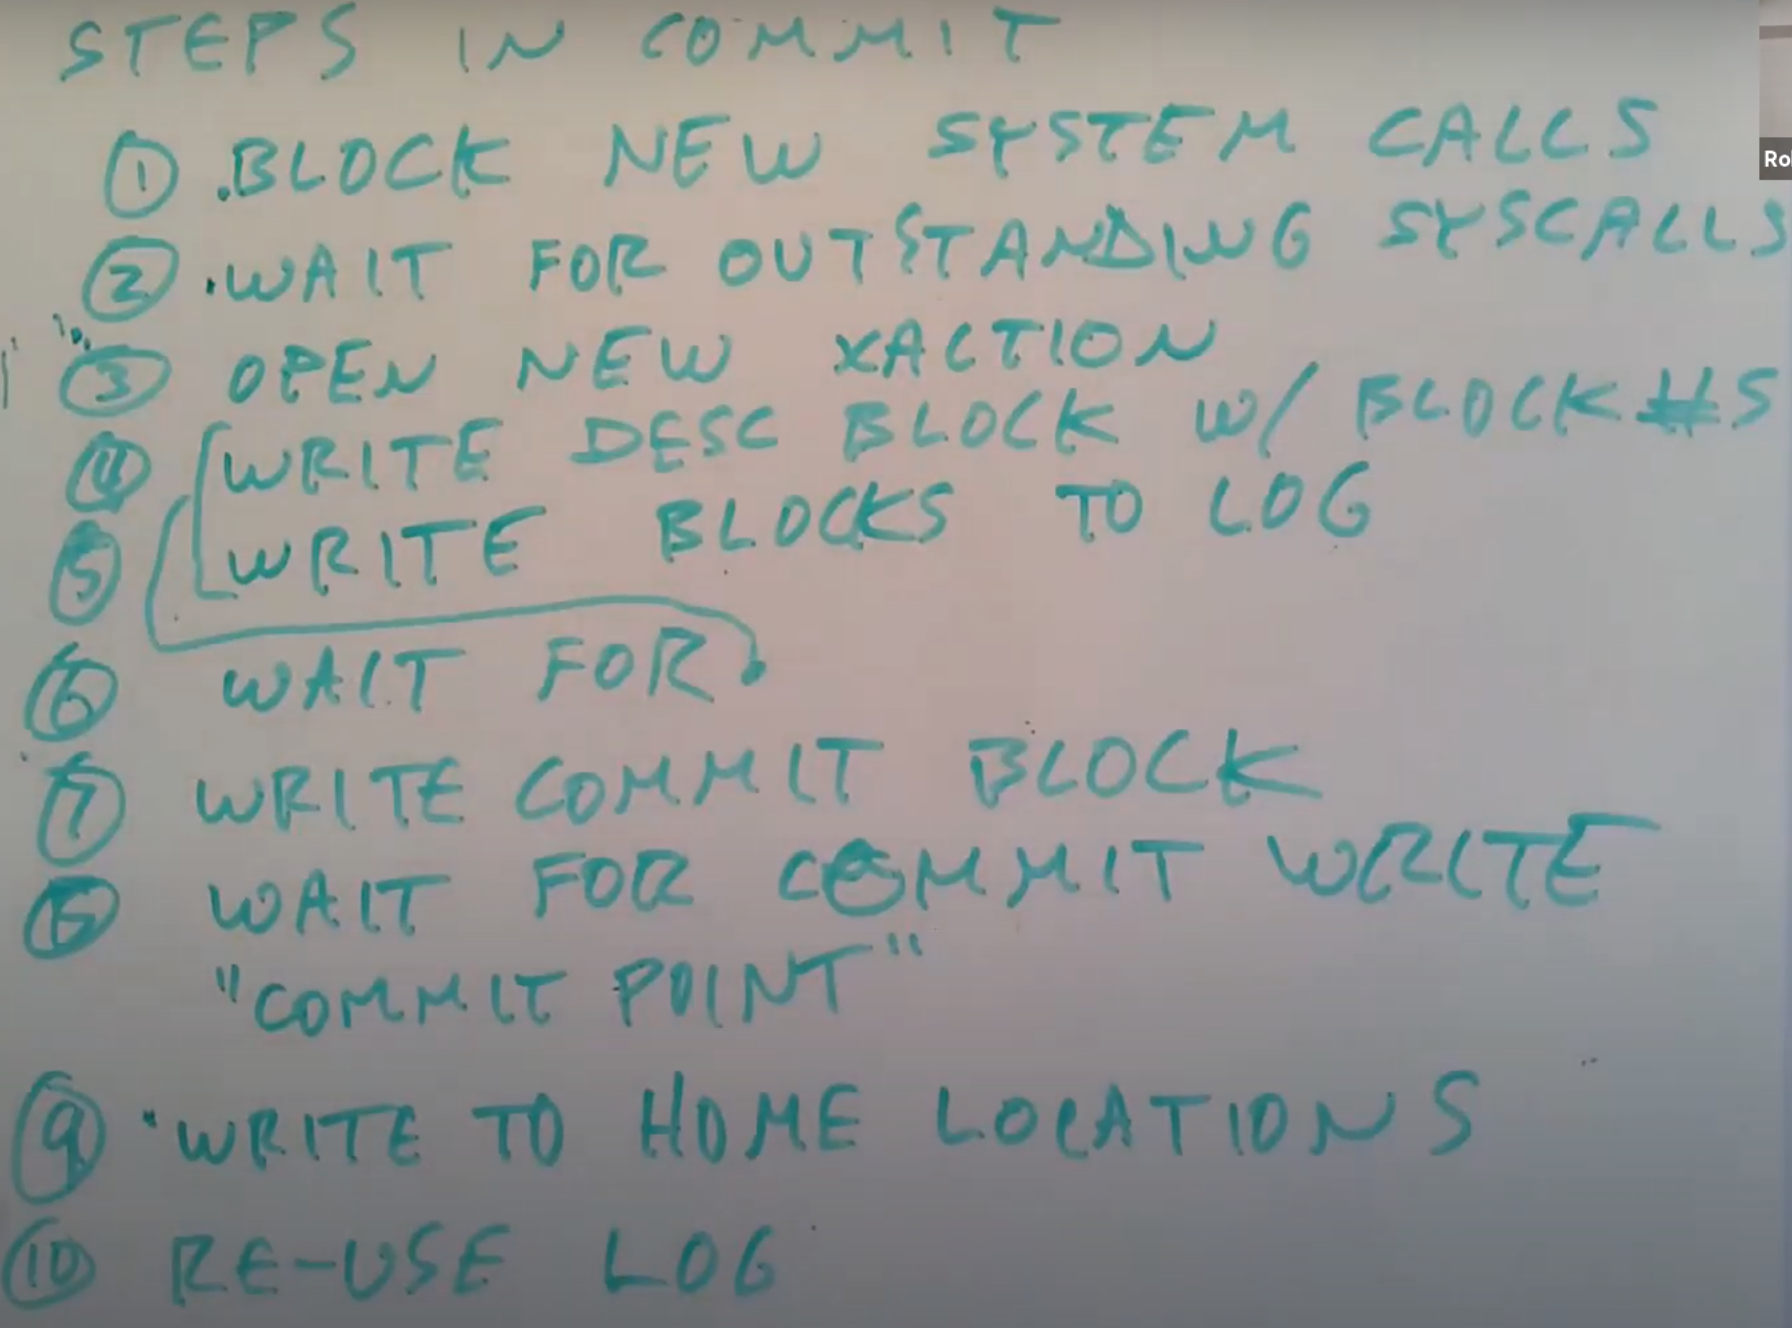 STEPS IN COMMIT
① BLOCK NEW SYSTEM CALLS
Ro
② WAIT FOR OUTSTANDING SYSCALLS
③ OPEN NEW XACTION
④ WRITE DESC BLOCK W/ BLOCK #S
⑤ WRITE BLOCKS TO LOG
⑥ WAIT FOR
⑦ WRITE COMMIT BLOCK
⑧ WAIT FOR COMMIT WRITE
"COMMIT POINT"
⑨ WRITE TO HOME LOCATIONS
⑩ RE-USE LOG